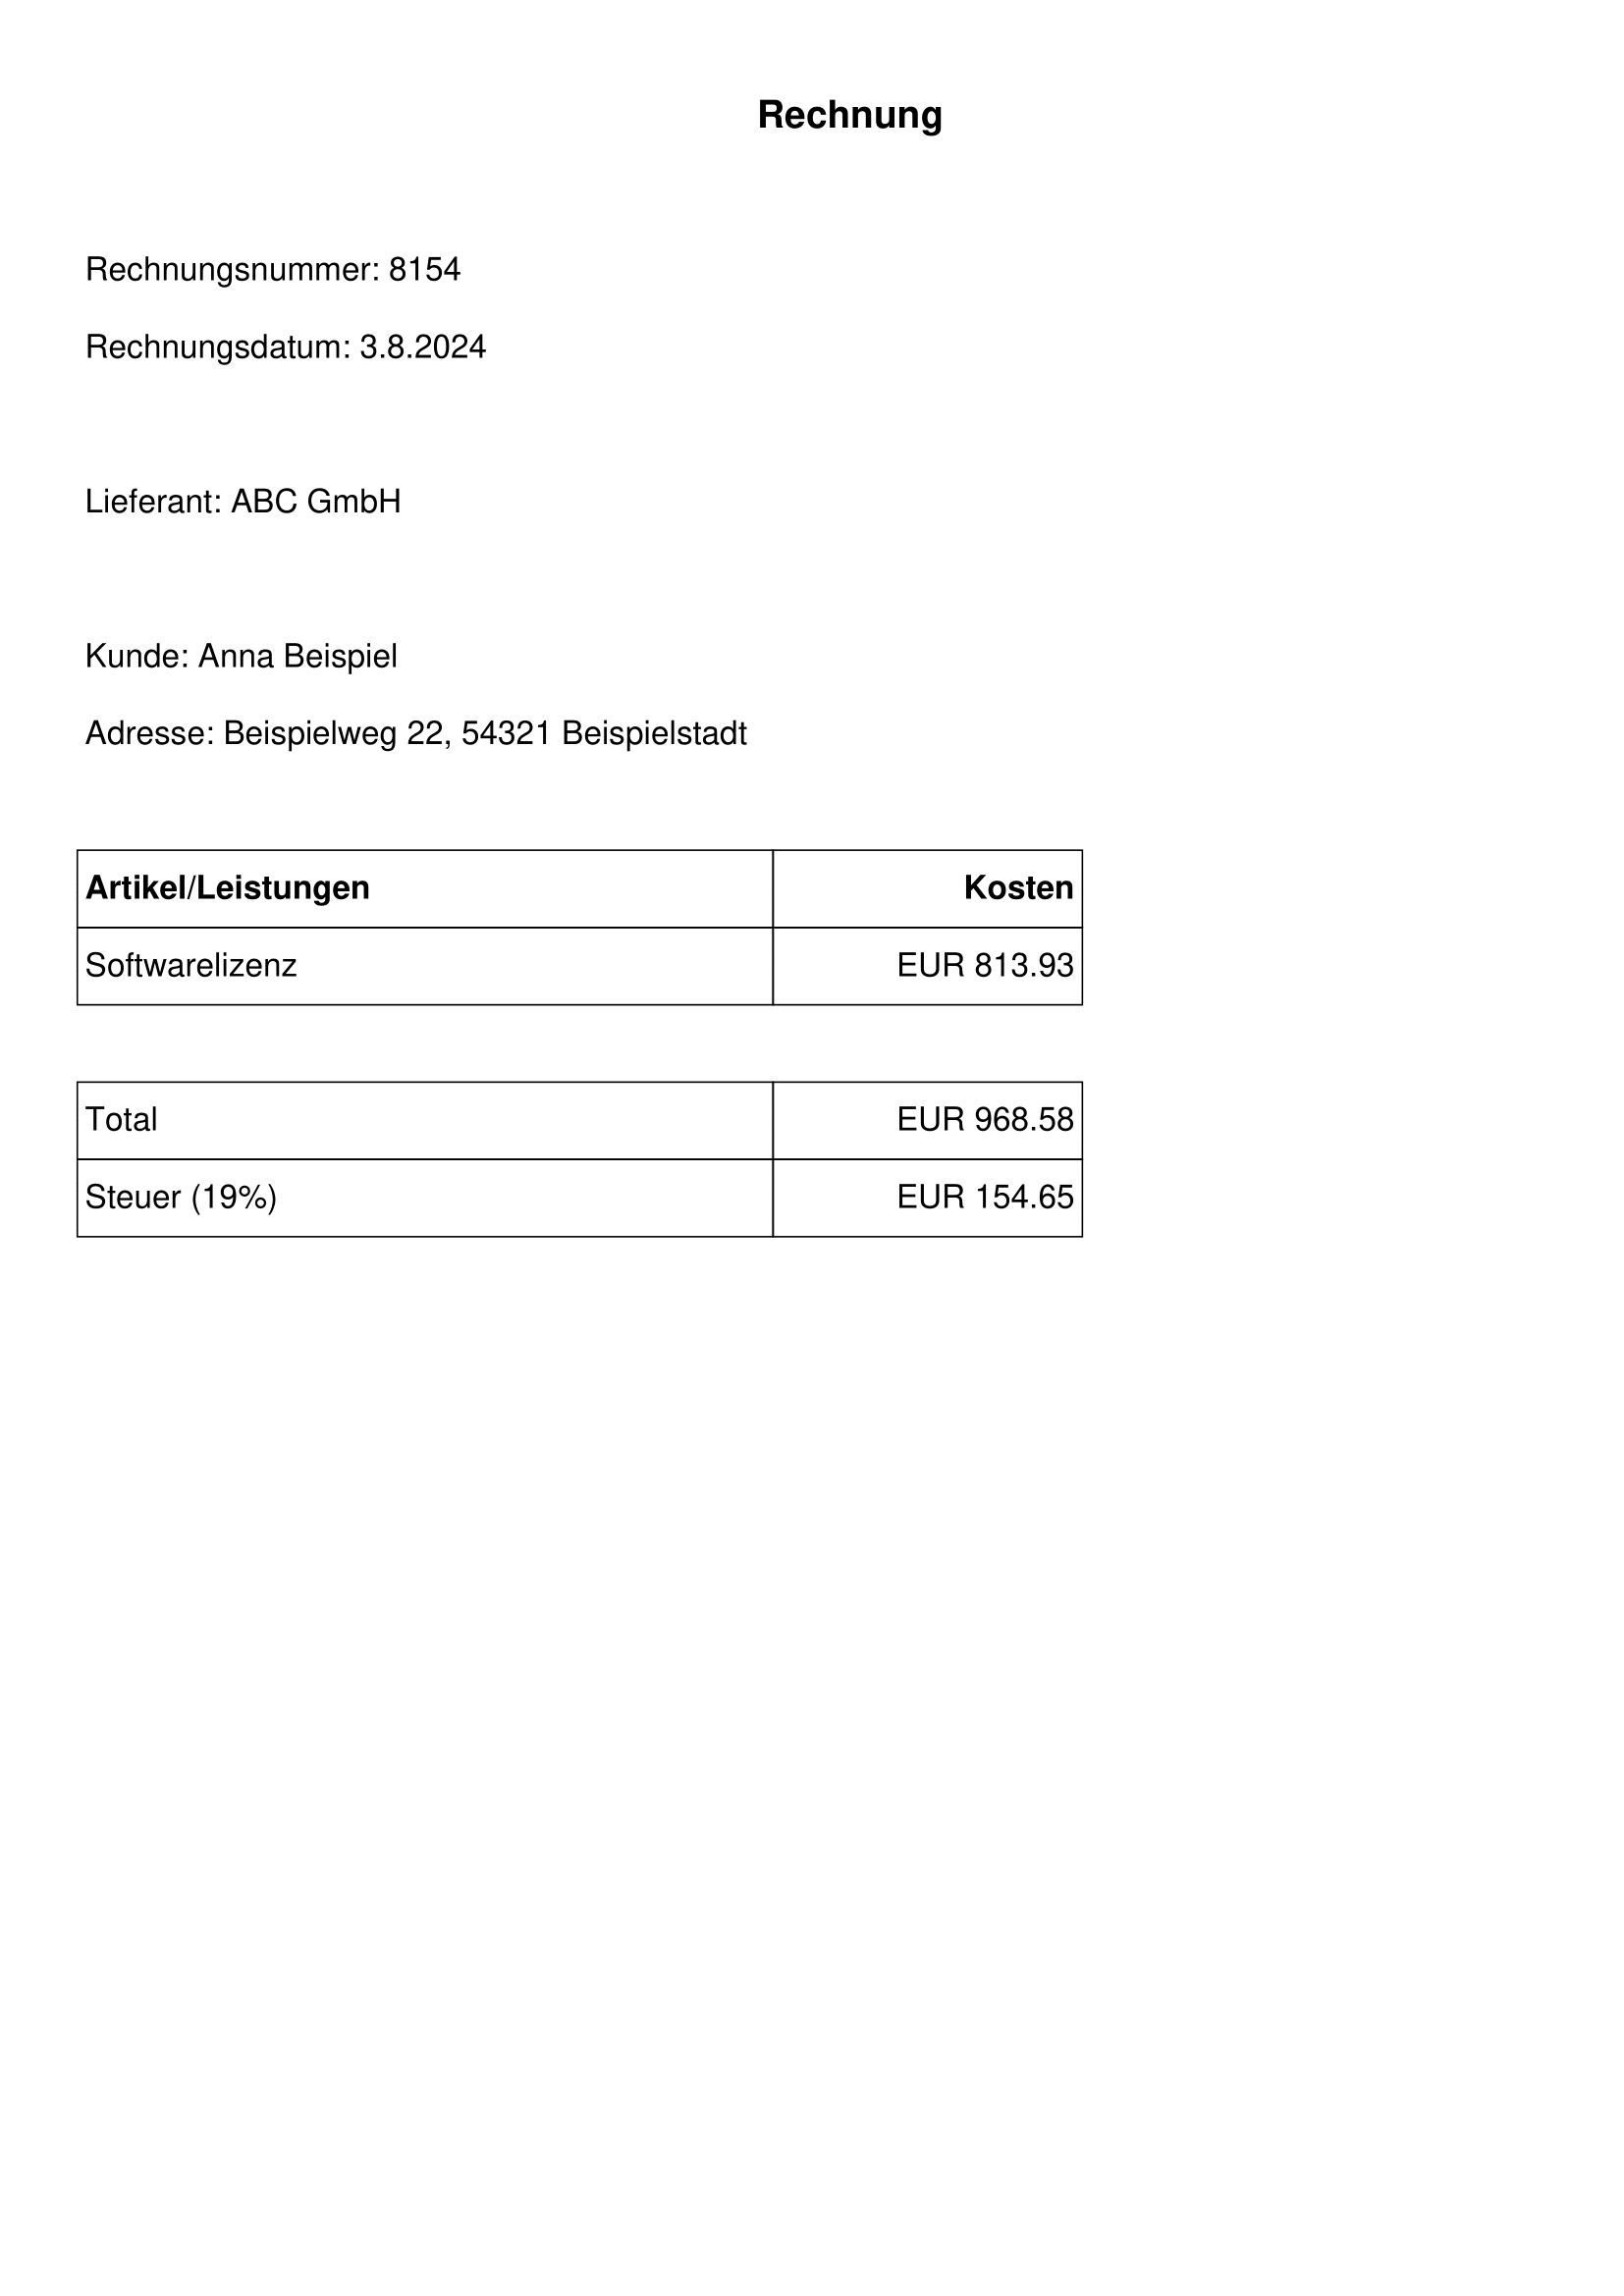 Rechnung
Rechnungsnummer: 8154
Rechnungsdatum: 3.8.2024
Lieferant: ABC GmbH
Kunde: Anna Beispiel
Adresse: Beispielweg 22, 54321 Beispielstadt
Artikel/Leistungen Kosten
Softwarelizenz EUR 813.93
Total EUR 968.58
Steuer (19%) EUR 154.65